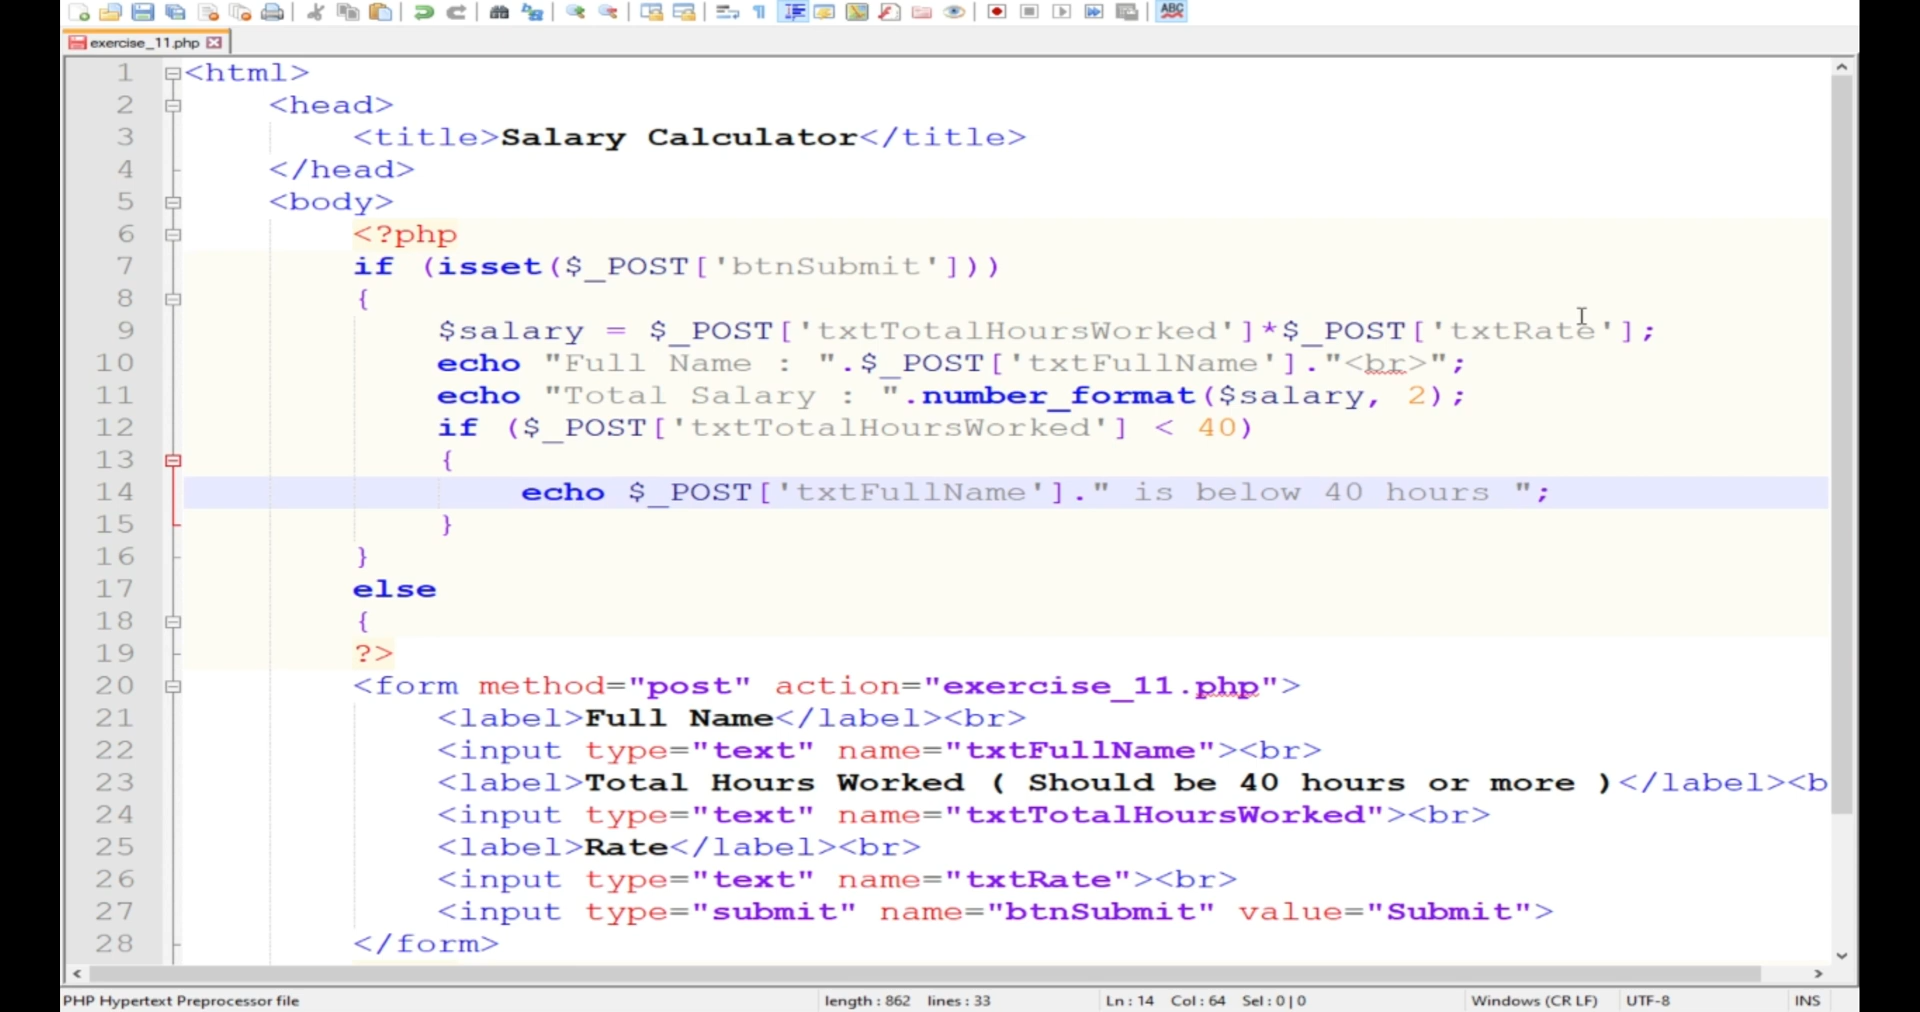 ABC
exercise_11.php
1 <html>
2 <head>
3 <title>Salary Calculator</title>
4 </head>
5 <body>
6 <?php
7 if (isset($_POST['btnSubmit']))
8 {
9 $salary = $_POST['txtTotalHoursWorked']*$_POST['txtRate'];
10 echo "Full Name : ".$_POST['txtFullName']."<br>";
11 echo "Total Salary : ".number_format($salary, 2);
12 if ($_POST['txtTotalHoursWorked'] < 40)
13 {
14 echo $_POST['txtFullName']." is below 40 hours ";
15 }
16 }
17 else
18 {
19 ?>
20 <form method="post" action="exercise_11.php">
21 <label>Full Name</label><br>
22 <input type="text" name="txtFullName"><br>
23 <label>Total Hours Worked ( Should be 40 hours or more )</label><b
24 <input type="text" name="txtTotalHoursWorked"><br>
25 <label>Rate</label><br>
26 <input type="text" name="txtRate"><br>
27 <input type="submit" name="btnSubmit" value="Submit">
28 </form>
PHP Hypertext Preprocessor file length : 862 lines : 33 Ln : 14 Col : 64 Sel : 0 | 0 Windows (CR LF) UTF-8 INS